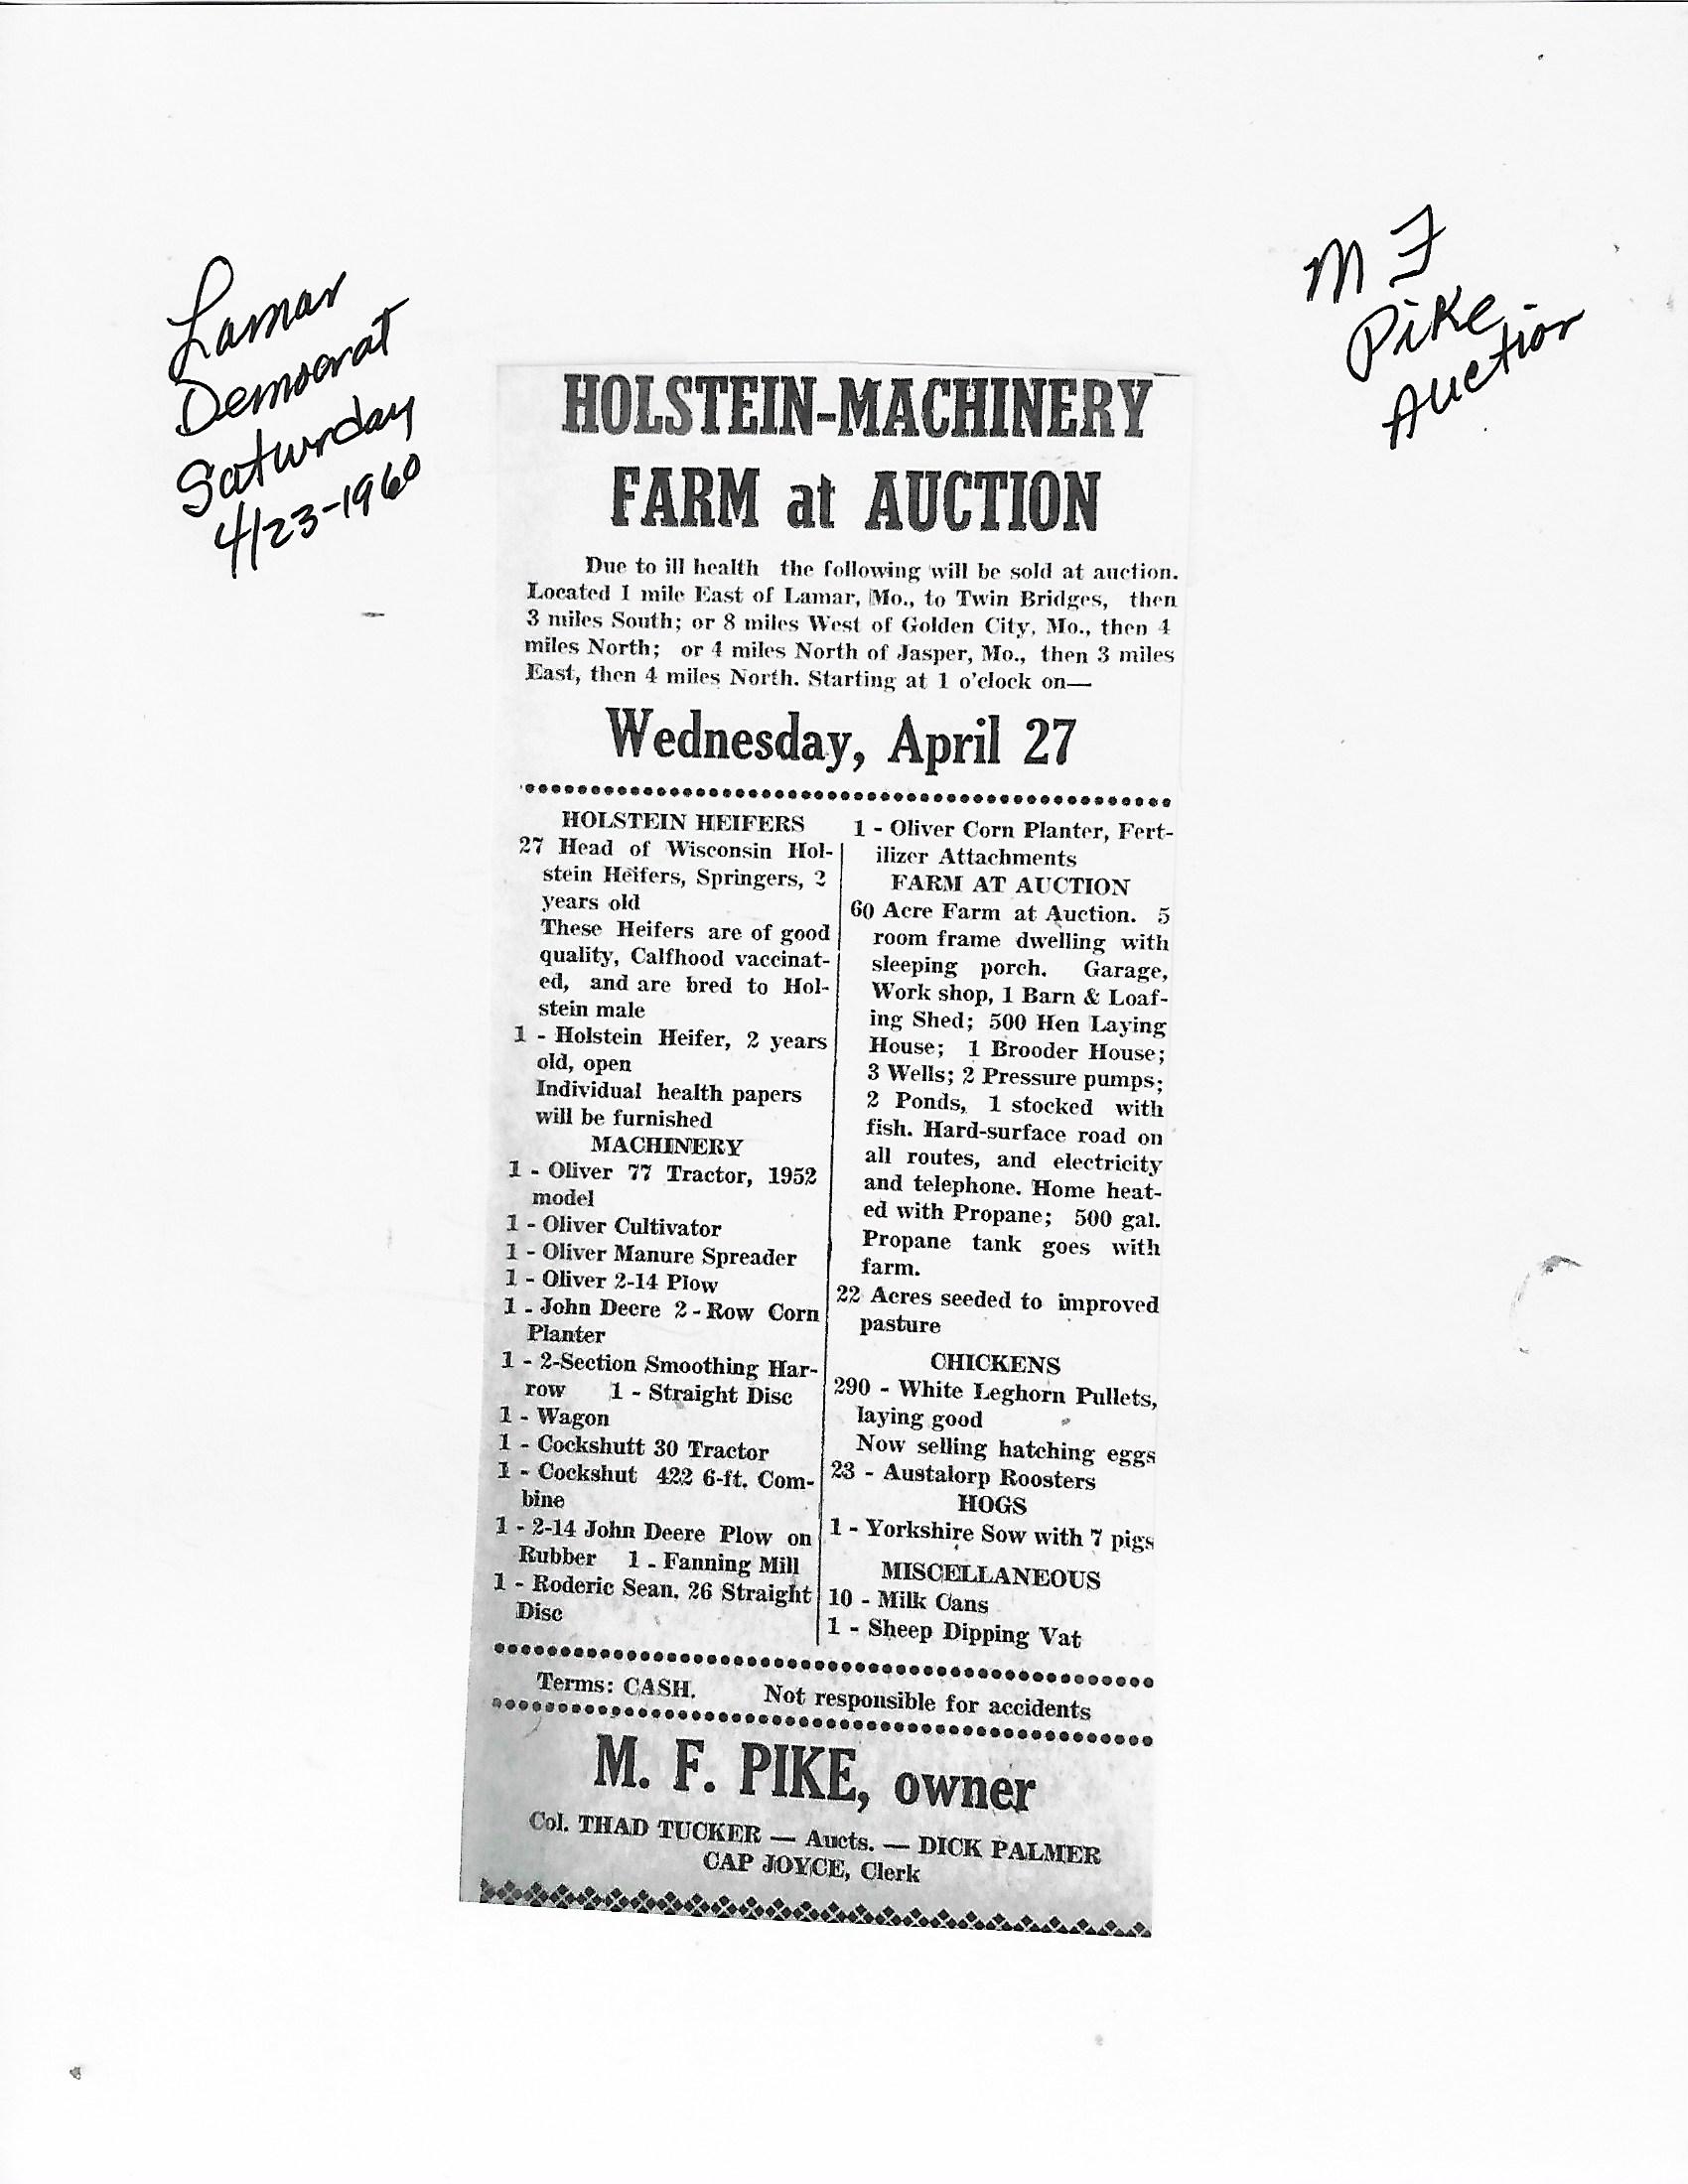 Lamar
Democrat
Saturday
4/23-1960
M F
Pike
Auction
HOLSTEIN-MACHINERY
FARM at AUCTION
Due to ill health the following will be sold at auction.
Located 1 mile East of Lamar, Mo., to Twin Bridges, then
3 miles South; or 8 miles West of Golden City, Mo., then 4
miles North; or 4 miles North of Jasper, Mo., then 3 miles
East, then 4 miles North. Starting at 1 o'clock on—
Wednesday, April 27
HOLSTEIN HEIFERS
27 Head of Wisconsin Hol-
stein Heifers, Springers, 2
years old
These Heifers are of good
quality, Calfhood vaccinat-
ed, and are bred to Hol-
stein male
1 - Holstein Heifer, 2 years
old, open
Individual health papers
will be furnished
MACHINERY
1 - Oliver 77 Tractor, 1952
model
1 - Oliver Cultivator
1 - Oliver Manure Spreader
1 - Oliver 2-14 Plow
1 - John Deere 2-Row Corn
Planter
1 - 2-Section Smoothing Har-
row 1 - Straight Disc
1 - Wagon
1 - Cockshutt 30 Tractor
1 - Cockshut 422 6-ft. Com-
bine
1 - 2-14 John Deere Plow on
Rubber 1 - Fanning Mill
1 - Roderic Sean. 26 Straight
Disc
1 - Oliver Corn Planter, Fert-
ilizer Attachments
FARM AT AUCTION
60 Acre Farm at Auction. 5
room frame dwelling with
sleeping porch. Garage,
Work shop, 1 Barn & Loaf-
ing Shed; 500 Hen Laying
House; 1 Brooder House;
3 Wells; 2 Pressure pumps;
2 Ponds, 1 stocked with
fish. Hard-surface road on
all routes, and electricity
and telephone. Home heat-
ed with Propane; 500 gal.
Propane tank goes with
farm.
22 Acres seeded to improved
pasture
CHICKENS
290 - White Leghorn Pullets,
laying good
Now selling hatching eggs
23 - Austalorp Roosters
HOGS
1 - Yorkshire Sow with 7 pigs
MISCELLANEOUS
10 - Milk Cans
1 - Sheep Dipping Vat
Terms: CASH. Not responsible for accidents
M. F. PIKE, owner
Col. THAD TUCKER — Aucts. — DICK PALMER
CAP JOYCE, Clerk